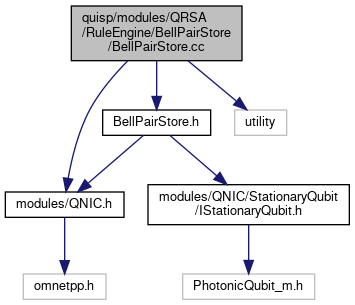 quisp/modules/QRSA
/RuleEngine/BellPairStore
/BellPairStore.cc
BellPairStore.h
utility
modules/QNIC.h
modules/QNIC/StationaryQubit
/IStationaryQubit.h
omnetpp.h
PhotonicQubit_m.h